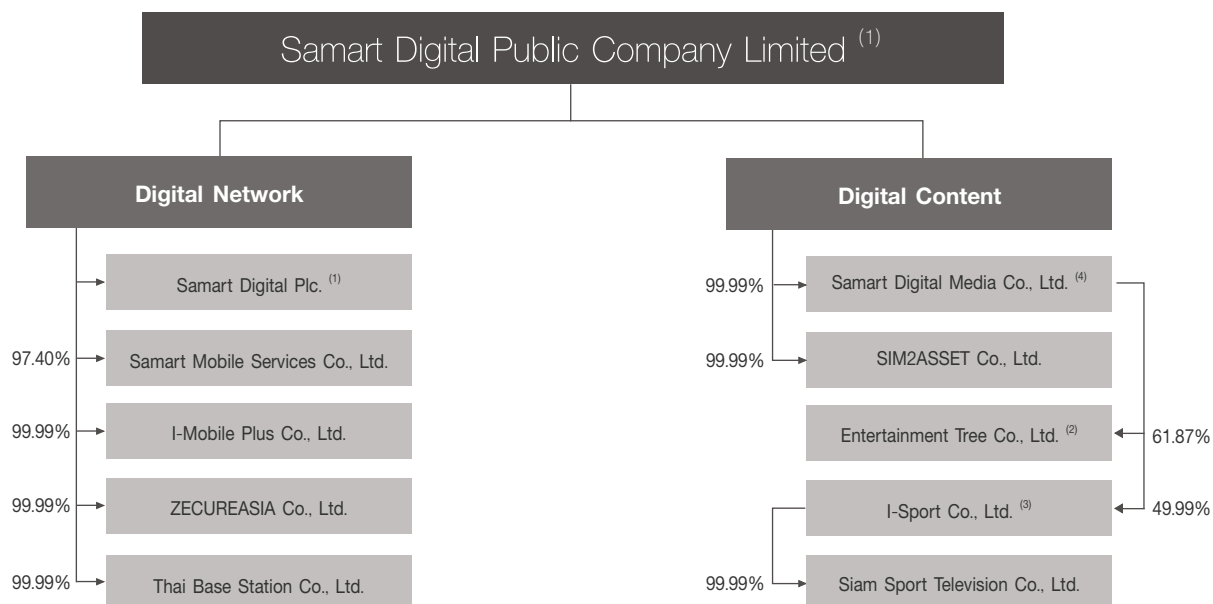 Samart Digital Public Company Limited (1)
Digital Network
Samart Digital Plc. (1)
97.40% Samart Mobile Services Co., Ltd.
99.99% I-Mobile Plus Co., Ltd.
99.99% ZECUREASIA Co., Ltd.
99.99% Thai Base Station Co., Ltd.
Digital Content
99.99% Samart Digital Media Co., Ltd. (4)
99.99% SIM2ASSET Co., Ltd.
Entertainment Tree Co., Ltd. (2) 61.87%
I-Sport Co., Ltd. (3) 49.99%
99.99% Siam Sport Television Co., Ltd.